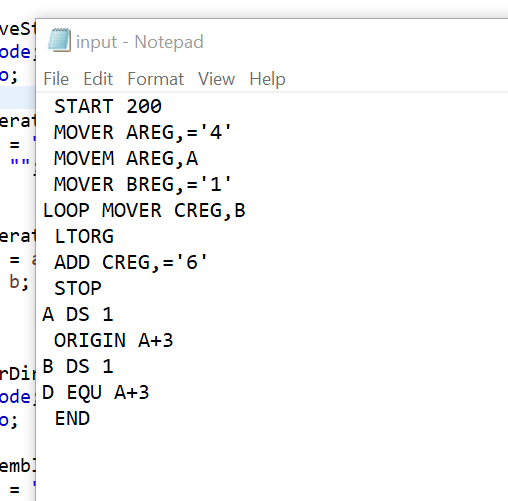 input - Notepad
File Edit Format View Help
START 200
MOVER AREG,='4'
MOVEM AREG,A
MOVER BREG,='1'
LOOP MOVER CREG,B
LTORG
ADD CREG,='6'
STOP
A DS 1
ORIGIN A+3
B DS 1
D EQU A+3
END